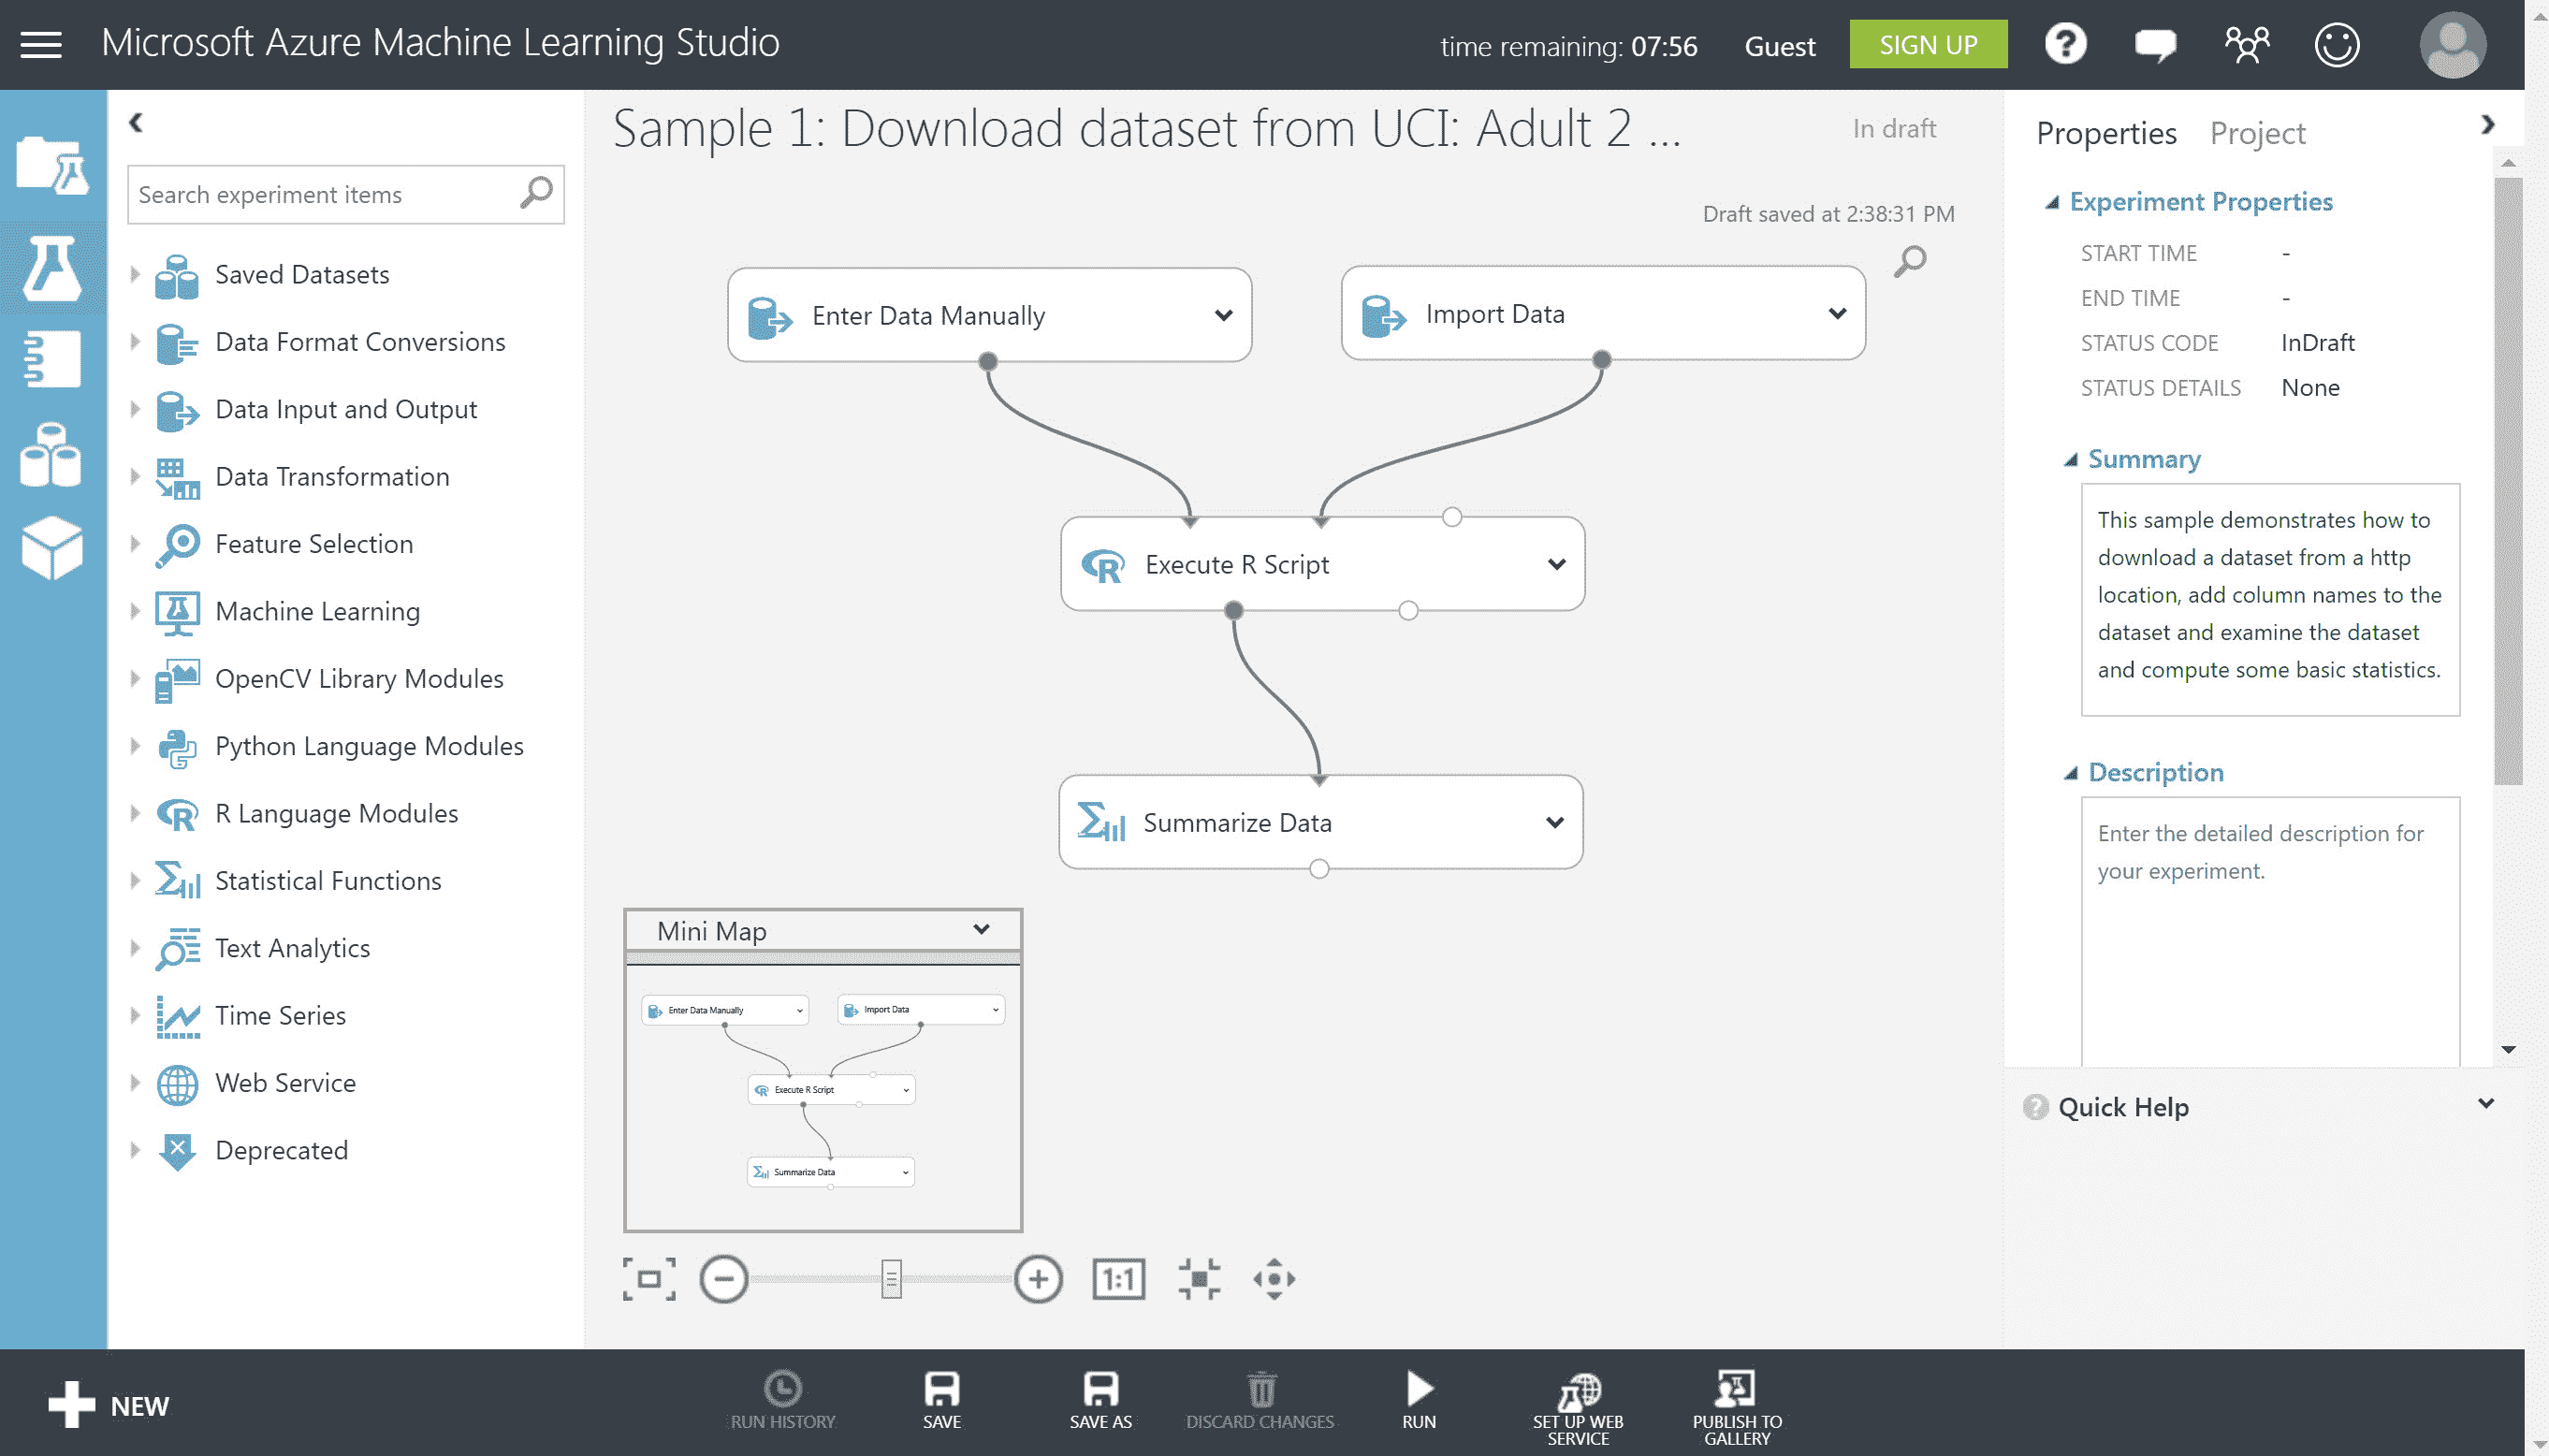 Microsoft Azure Machine Learning Studio
time remaining: 07:56
Guest
SIGN UP
Search experiment items
Saved Datasets
Data Format Conversions
Data Input and Output
Data Transformation
Feature Selection
Machine Learning
OpenCV Library Modules
Python Language Modules
R Language Modules
Statistical Functions
Text Analytics
Time Series
Web Service
Deprecated
Sample 1: Download dataset from UCI: Adult 2 ...
In draft
Draft saved at 2:38:31 PM
Enter Data Manually
Import Data
Execute R Script
Summarize Data
Mini Map
Enter Data Manually
Import Data
Execute R Script
Summarize Data
1:1
Properties
Project
Experiment Properties
START TIME -
END TIME -
STATUS CODE InDraft
STATUS DETAILS None
Summary
This sample demonstrates how to
download a dataset from a http
location, add column names to the
dataset and examine the dataset
and compute some basic statistics.
Description
Enter the detailed description for
your experiment.
Quick Help
NEW
RUN HISTORY
SAVE
SAVE AS
DISCARD CHANGES
RUN
SET UP WEB
SERVICE
PUBLISH TO
GALLERY